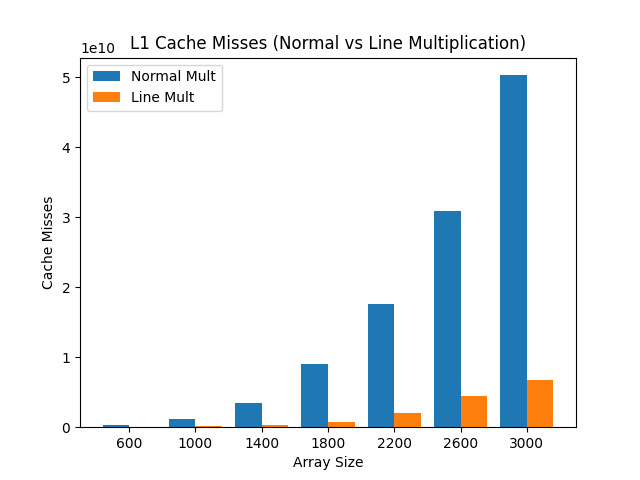 L1 Cache Misses (Normal vs Line Multiplication)
1e10
Normal Mult
Line Mult
5
4
3
2
1
0
Cache Misses
600 1000 1400 1800 2200 2600 3000
Array Size